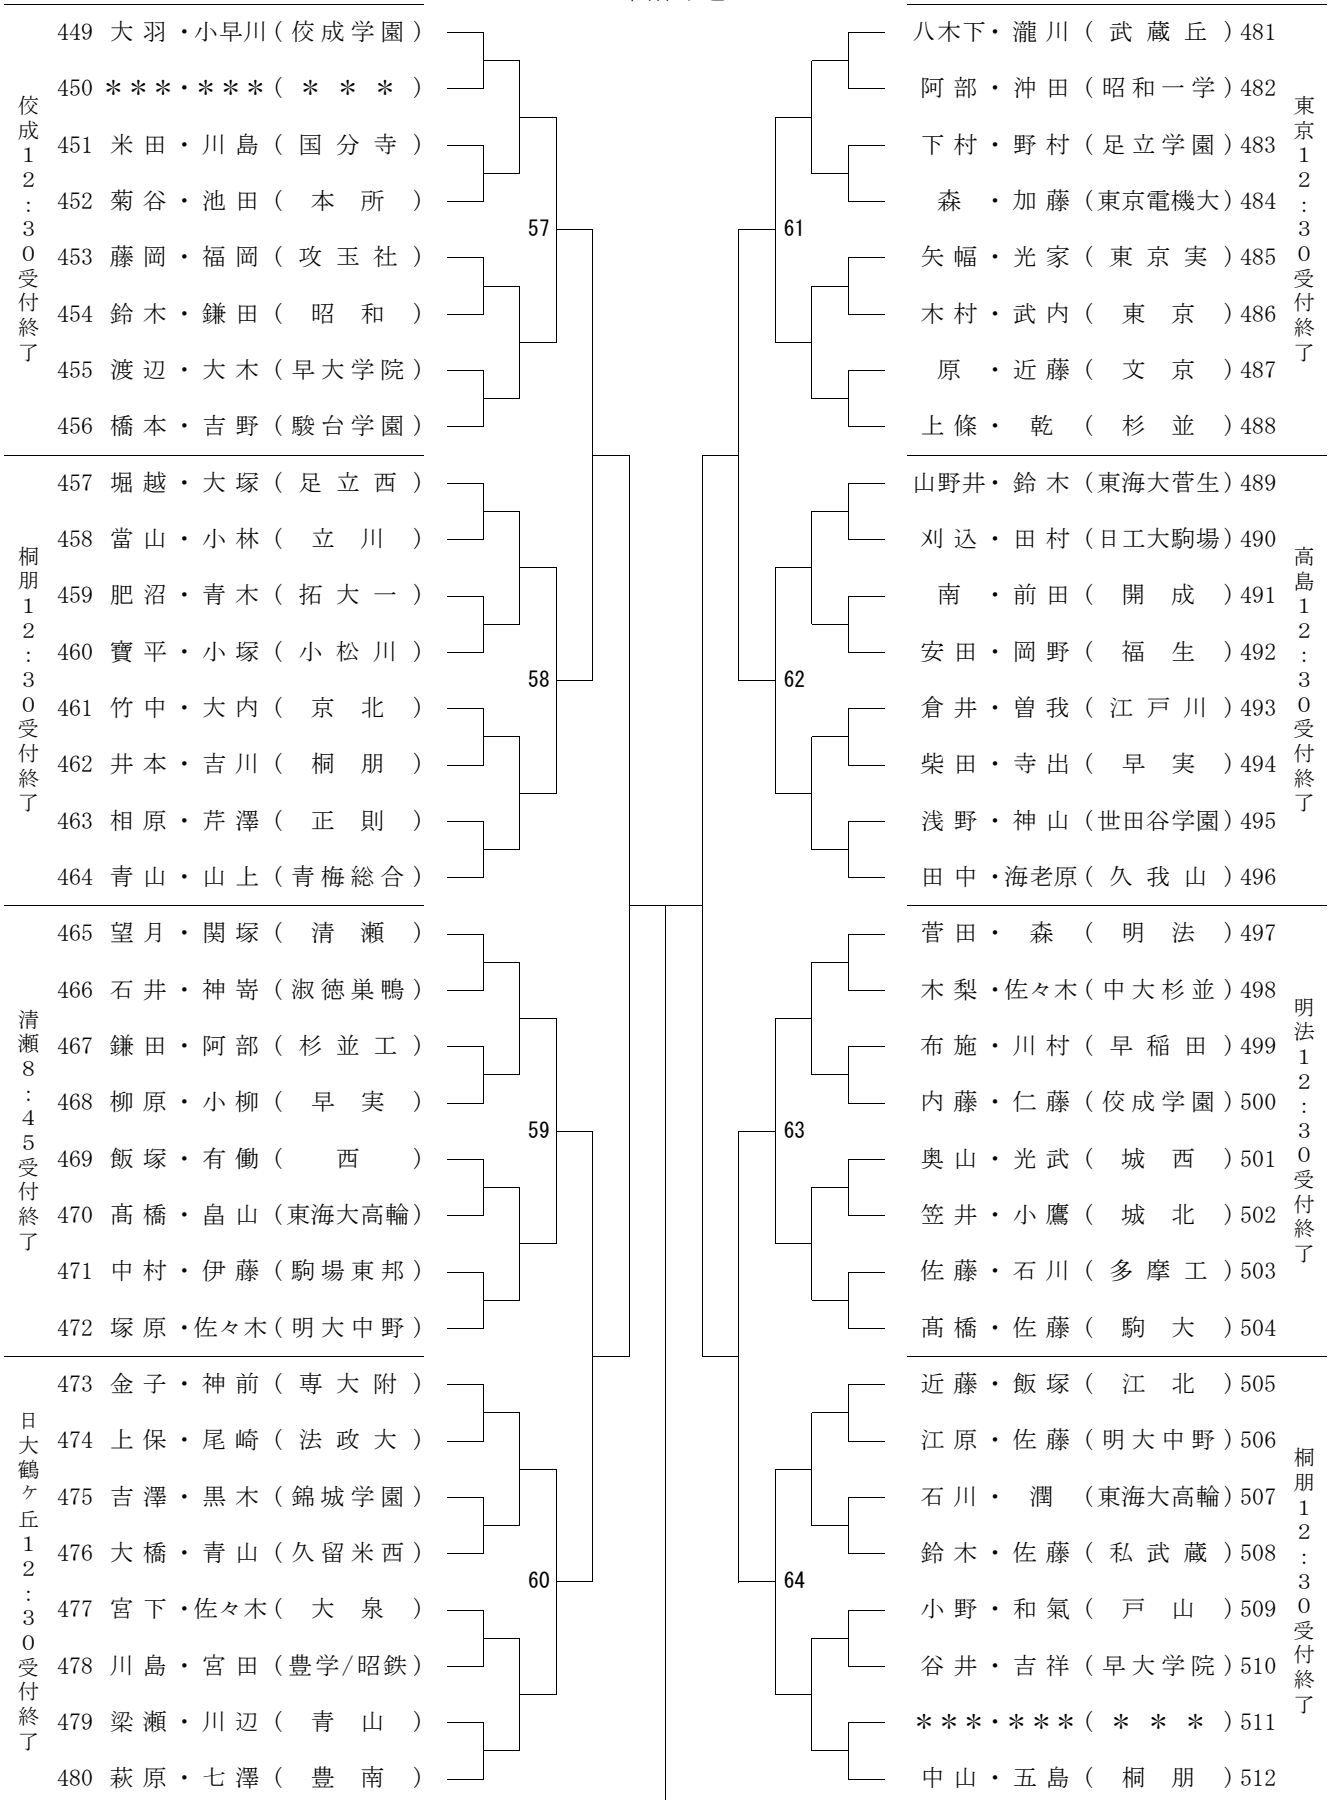 佼成12:30受付終了
449 大羽・小早川(佼成学園)
450 ***・***(***)
451 米田・川島(国分寺)
452 菊谷・池田(本所)
453 藤岡・福岡(攻玉社)
454 鈴木・鎌田(昭和)
455 渡辺・大木(早大学院)
456 橋本・吉野(駿台学園)
57
桐朋12:30受付終了
457 堀越・大塚(足立西)
458 當山・小林(立川)
459 肥沼・青木(拓大一)
460 寶平・小塚(小松川)
461 竹中・大内(京北)
462 井本・吉川(桐朋)
463 相原・芹澤(正則)
464 青山・山上(青梅総合)
58
清瀬8:45受付終了
465 望月・関塚(清瀬)
466 石井・神嵜(淑徳巣鴨)
467 鎌田・阿部(杉並工)
468 柳原・小柳(早実)
469 飯塚・有働(西)
470 髙橋・畠山(東海大高輪)
471 中村・伊藤(駒場東邦)
472 塚原・佐々木(明大中野)
59
日大鶴ヶ丘12:30受付終了
473 金子・神前(専大附)
474 上保・尾崎(法政大)
475 吉澤・黒木(錦城学園)
476 大橋・青山(久留米西)
477 宮下・佐々木(大泉)
478 川島・宮田(豊学/昭鉄)
479 梁瀬・川辺(青山)
480 萩原・七澤(豊南)
60
八木下・瀧川(武蔵丘)481
阿部・沖田(昭和一学)482
下村・野村(足立学園)483
森・加藤(東京電機大)484
矢幅・光家(東京実)485
木村・武内(東京)486
原・近藤(文京)487
上條・乾(杉並)488
61
東京12:30受付終了
山野井・鈴木(東海大菅生)489
刈込・田村(日工大駒場)490
南・前田(開成)491
安田・岡野(福生)492
倉井・曽我(江戸川)493
柴田・寺出(早実)494
浅野・神山(世田谷学園)495
田中・海老原(久我山)496
62
高島12:30受付終了
菅田・森(明法)497
木梨・佐々木(中大杉並)498
布施・川村(早稲田)499
内藤・仁藤(佼成学園)500
奥山・光武(城西)501
笠井・小鷹(城北)502
佐藤・石川(多摩工)503
髙橋・佐藤(駒大)504
63
明法12:30受付終了
近藤・飯塚(江北)505
江原・佐藤(明大中野)506
石川・潤(東海大高輪)507
鈴木・佐藤(私武蔵)508
小野・和氣(戸山)509
谷井・吉祥(早大学院)510
***・***(***)511
中山・五島(桐朋)512
64
桐朋12:30受付終了